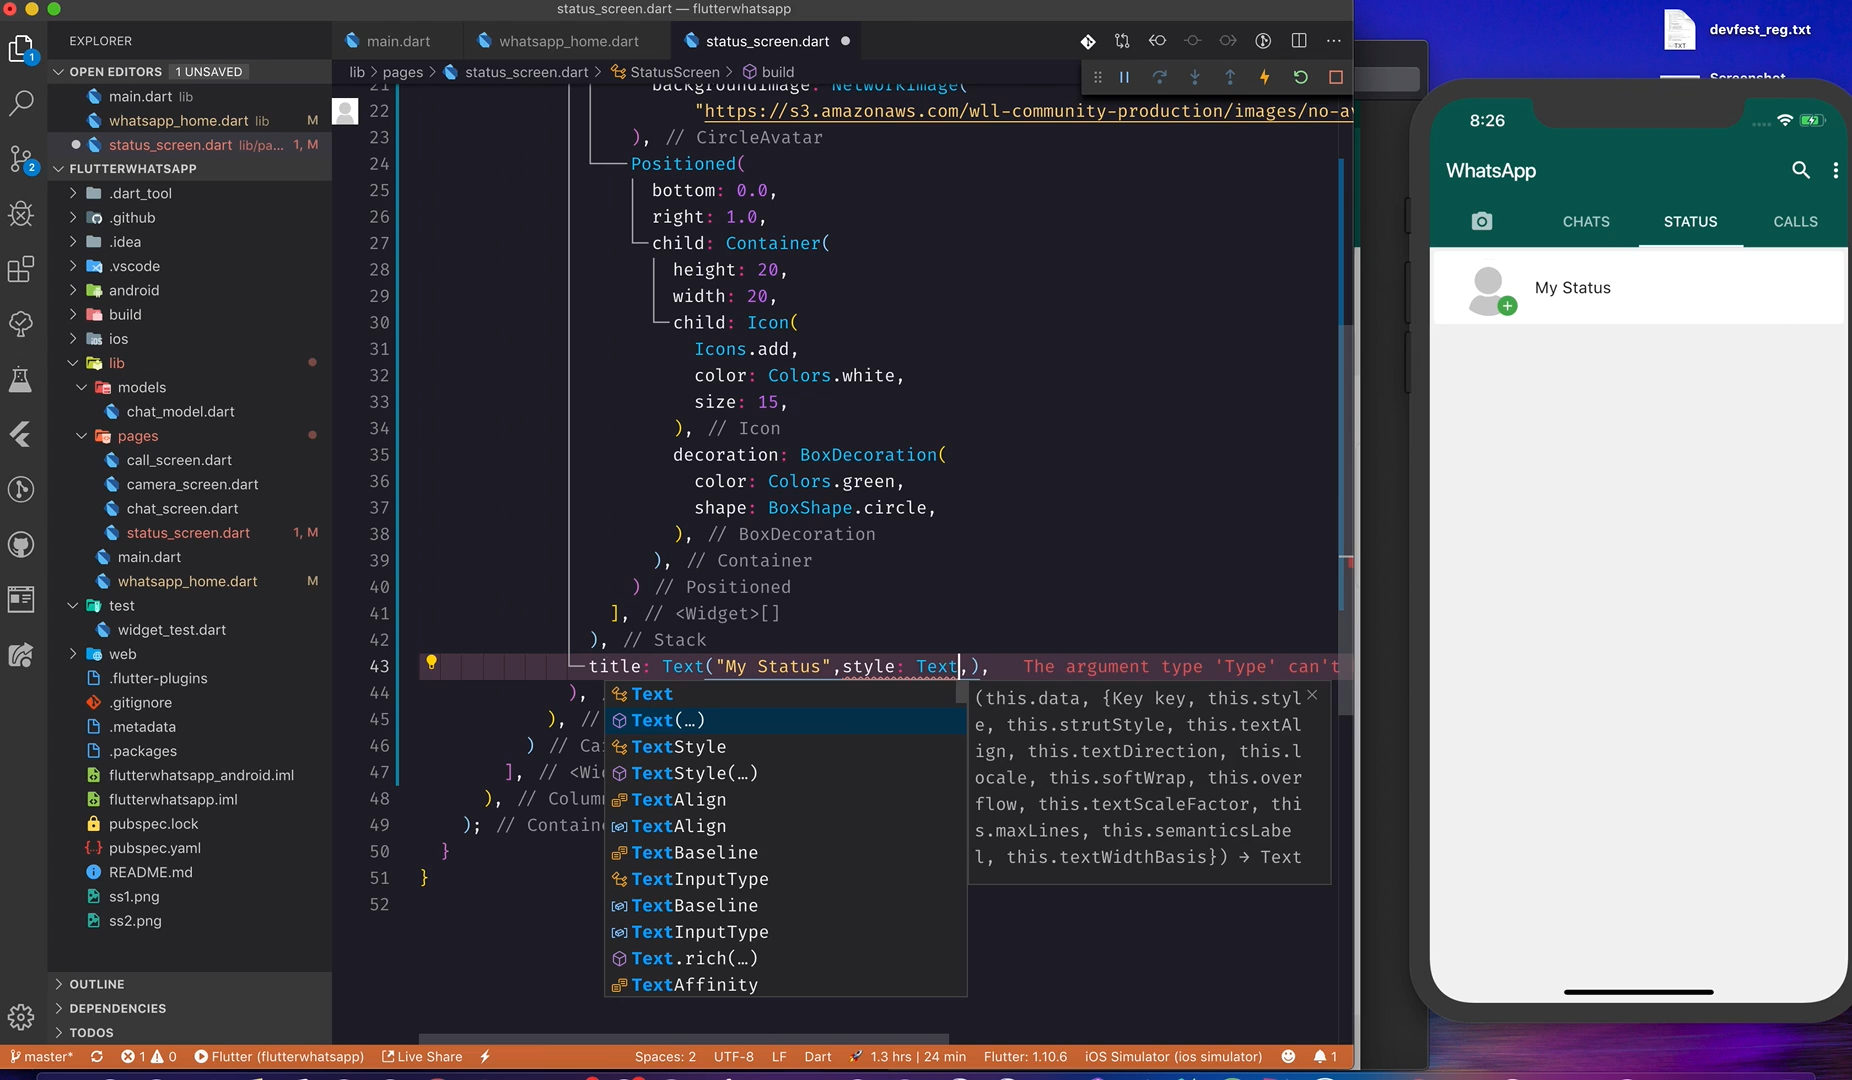 status_screen.dart — flutterwhatsapp
EXPLORER
OPEN EDITORS 1 UNSAVED
main.dart lib
whatsapp_home.dart lib M
status_screen.dart lib/pa... 1, M
FLUTTERWHATSAPP
.dart_tool
.github
.idea
.vscode
android
build
ios
lib
models
chat_model.dart
pages
call_screen.dart
camera_screen.dart
chat_screen.dart
status_screen.dart 1, M
main.dart
whatsapp_home.dart M
test
widget_test.dart
web
.flutter-plugins
.gitignore
.metadata
.packages
flutterwhatsapp_android.iml
flutterwhatsapp.iml
pubspec.lock
pubspec.yaml
README.md
ss1.png
ss2.png
OUTLINE
DEPENDENCIES
TODOS
1
2
main.dart whatsapp_home.dart status_screen.dart
lib > pages > status_screen.dart > StatusScreen > build
21 backgroundImage: NetworkImage(
22 "https://s3.amazonaws.com/wll-community-production/images/no-av
23 ), // CircleAvatar
24 Positioned(
25 bottom: 0.0,
26 right: 1.0,
27 child: Container(
28 height: 20,
29 width: 20,
30 child: Icon(
31 Icons.add,
32 color: Colors.white,
33 size: 15,
34 ), // Icon
35 decoration: BoxDecoration(
36 color: Colors.green,
37 shape: BoxShape.circle,
38 ), // BoxDecoration
39 ), // Container
40 ) // Positioned
41 ], // <Widget>[]
42 ), // Stack
43 title: Text("My Status",style: Text,), The argument type 'Type' can't
44 ),
45 ), //
46 ) // Ca
47 ], // <Wid
48 ), // Column
49 ); // Containe
50 }
51 }
52
Text
Text(…)
TextStyle
TextStyle(…)
TextAlign
TextAlign
TextBaseline
TextInputType
TextBaseline
TextInputType
Text.rich(…)
TextAffinity
(this.data, {Key key, this.styl
e, this.strutStyle, this.textAl
ign, this.textDirection, this.l
ocale, this.softWrap, this.over
flow, this.textScaleFactor, thi
s.maxLines, this.semanticsLabe
l, this.textWidthBasis}) → Text
master* 1 0 Flutter (flutterwhatsapp) Live Share Spaces: 2 UTF-8 LF Dart 1.3 hrs | 24 min Flutter: 1.10.6 iOS Simulator (ios simulator) 1
TXT
devfest_reg.txt
Screenshot
8:26
WhatsApp
CHATS STATUS CALLS
My Status